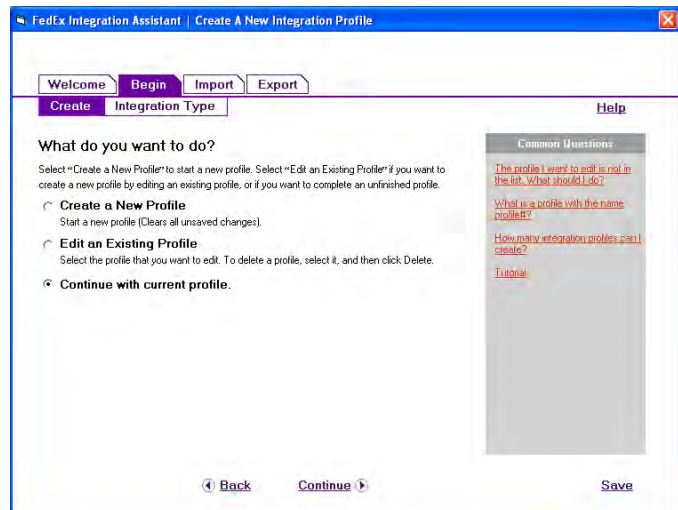 FedEx Integration Assistant | Create A New Integration Profile
Welcome Begin Import Export
Create Integration Type
Help
What do you want to do?
Select "Create a New Profile" to start a new profile. Select "Edit an Existing Profile" if you want to
create a new profile by editing an existing profile, or if you want to complete an unfinished profile.
Create a New Profile
Start a new profile (Clears all unsaved changes).
Edit an Existing Profile
Select the profile that you want to edit. To delete a profile, select it, and then click Delete.
Continue with current profile.
Common Questions
The profile I want to edit is not in
the list. What should I do?
What is a profile with the name
profile#?
How many integration profiles can I
create?
Tutorial
Back Continue Save